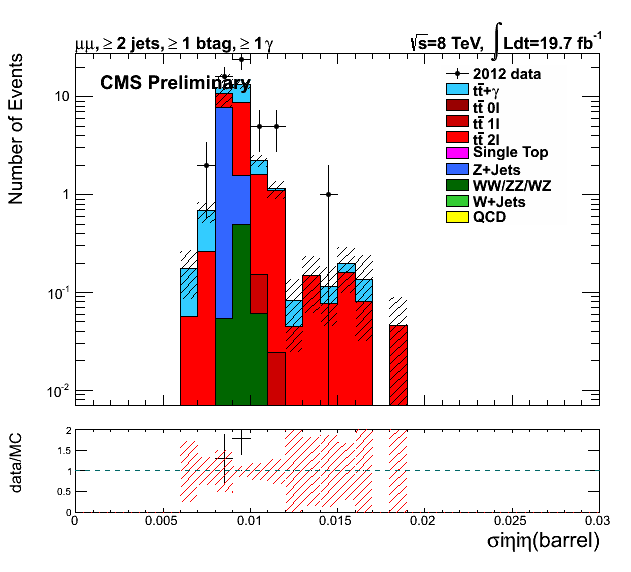 μμ, ≥ 2 jets, ≥ 1 btag, ≥ 1γ
√s=8 TeV, ∫Ldt=19.7 fb⁻¹
CMS Preliminary
2012 data
tt̄+γ
tt̄ 0l
tt̄ 1l
tt̄ 2l
Single Top
Z+Jets
WW/ZZ/WZ
W+Jets
QCD
Number of Events
10
1
10⁻¹
10⁻²
data/MC
2
1.5
1
0.5
0
0 0.005 0.01 0.015 0.02 0.025 0.03
σiηiη(barrel)